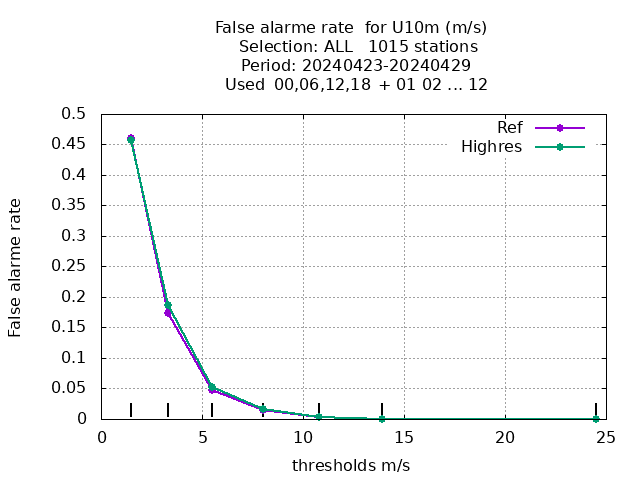 False alarme rate  for U10m (m/s)
Selection: ALL   1015 stations
Period: 20240423-20240429
Used  00,06,12,18 + 01 02 ... 12
Ref
Highres
0.5
0.45
0.4
0.35
0.3
0.25
0.2
0.15
0.1
0.05
0
False alarme rate
0 5 10 15 20 25
thresholds m/s